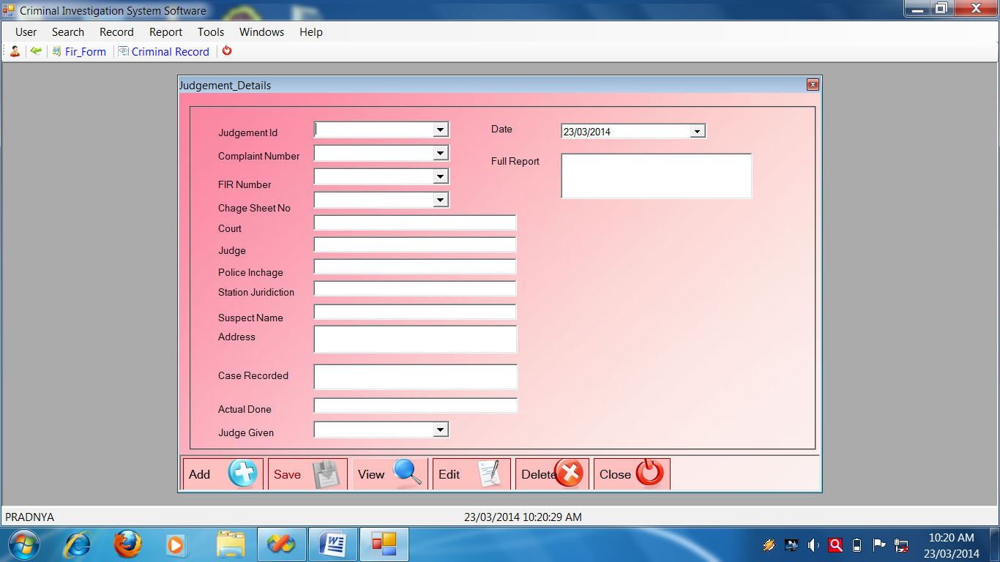 Criminal Investigation System Software
User Search Record Report Tools Windows Help
Fir_Form Criminal Record
Judgement_Details
Judgement Id
Date 23/03/2014
Complaint Number
Full Report
FIR Number
Chage Sheet No
Court
Judge
Police Inchage
Station Juridiction
Suspect Name
Address
Case Recorded
Actual Done
Judge Given
Add Save View Edit Delete Close
PRADNYA 23/03/2014 10:20:29 AM
10:20 AM
23/03/2014